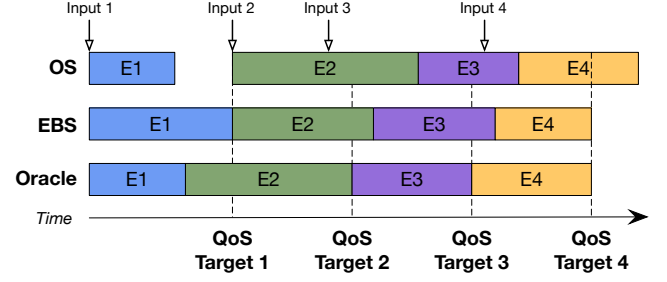 Input 1 Input 2 Input 3 Input 4
OS E1 E2 E3 E4
EBS E1 E2 E3 E4
Oracle E1 E2 E3 E4
Time
QoS QoS QoS QoS
Target 1 Target 2 Target 3 Target 4